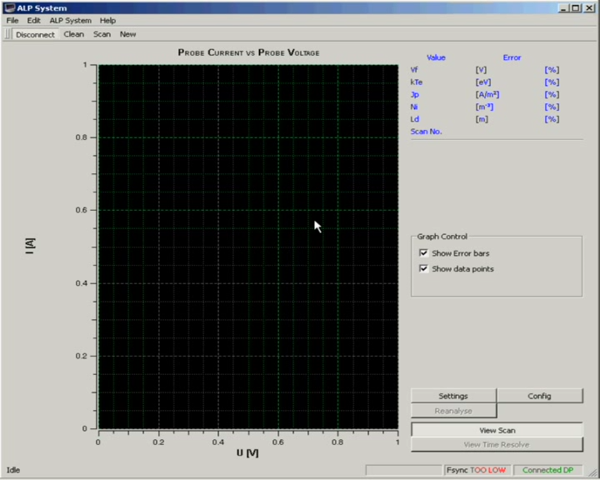 ALP System
File Edit ALP System Help
Disconnect Clean Scan New
PROBE CURRENT VS PROBE VOLTAGE
Value Error
Vf [V] [%]
kTe [eV] [%]
Jp [A/m²] [%]
Ni [m⁻³] [%]
Ld [m] [%]
Scan No.
1
0.8
0.6
0.4
0.2
0
I [A]
0 0.2 0.4 0.6 0.8 1
U [V]
Graph Control
Show Error bars
Show data points
Settings Config
Reanalyse
View Scan
View Time Resolve
Idle Fsync TOO LOW Connected DP